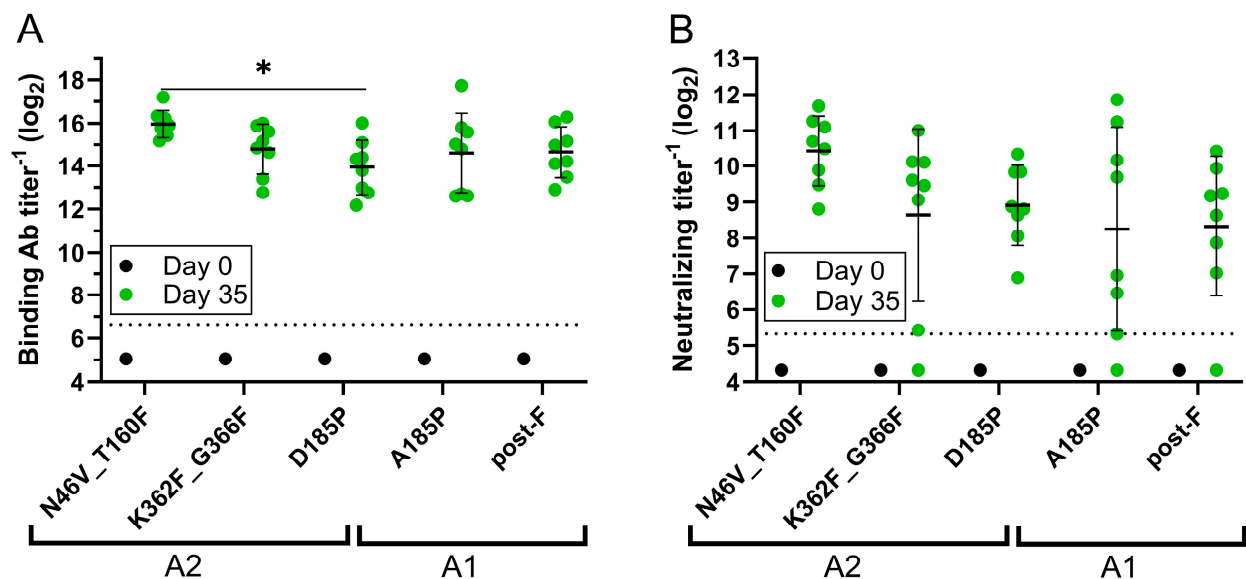 A
Binding Ab titer⁻¹ (log₂)
18
16
14
12
10
8
6
4
*
Day 0
Day 35
N46V_T160F
K362F_G366F
D185P
A185P
post-F
A2
A1
B
Neutralizing titer⁻¹ (log₂)
13
12
11
10
9
8
7
6
5
4
Day 0
Day 35
N46V_T160F
K362F_G366F
D185P
A185P
post-F
A2
A1